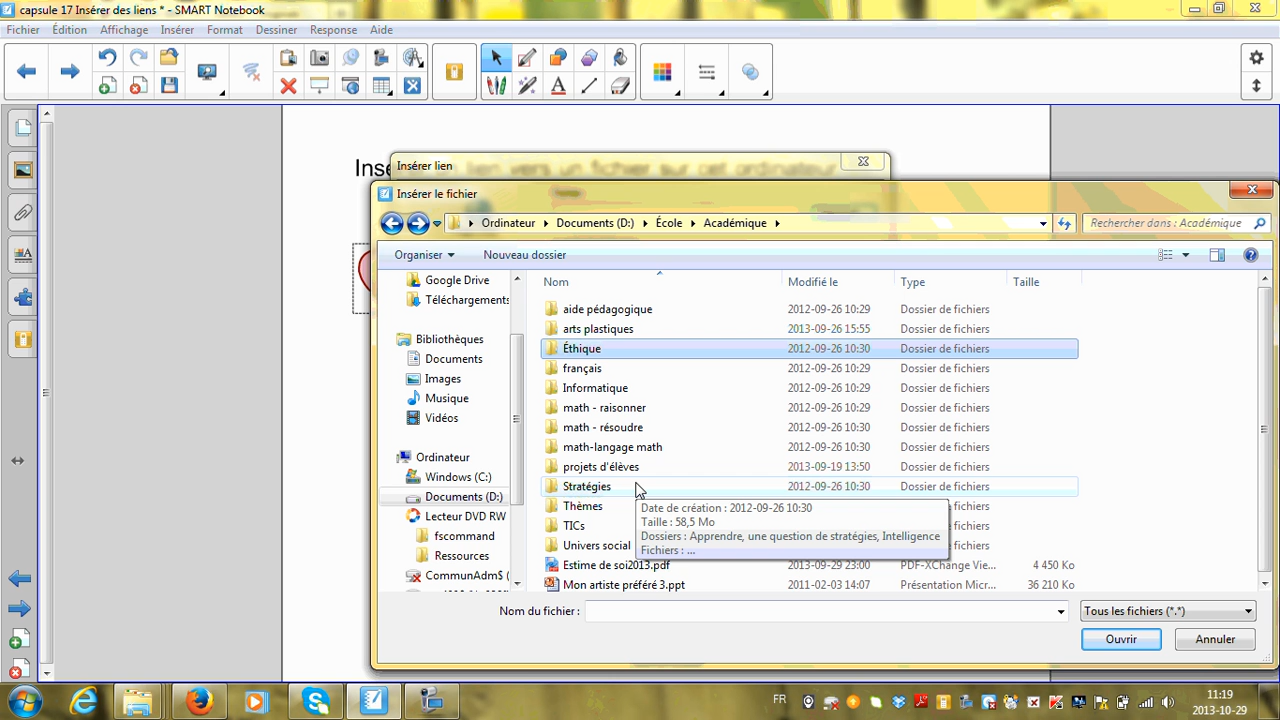 capsule 17 Insérer des liens * - SMART Notebook
Fichier Édition Affichage Insérer Format Dessiner Response Aide
Insérer lien
Insérer le fichier
Ordinateur Documents (D:) École Académique
Rechercher dans : Académique
Organiser Nouveau dossier
Nom Modifié le Type Taille
Google Drive
Téléchargements
Bibliothèques
Documents
Images
Musique
Vidéos
Ordinateur
Windows (C:)
Documents (D:)
Lecteur DVD RW
fscommand
Ressources
CommunAdm$
aide pédagogique 2012-09-26 10:29 Dossier de fichiers
arts plastiques 2013-09-26 15:55 Dossier de fichiers
Éthique 2012-09-26 10:30 Dossier de fichiers
français 2012-09-26 10:29 Dossier de fichiers
Informatique 2012-09-26 10:29 Dossier de fichiers
math - raisonner 2012-09-26 10:29 Dossier de fichiers
math - résoudre 2012-09-26 10:30 Dossier de fichiers
math-langage math 2012-09-26 10:30 Dossier de fichiers
projets d'élèves 2013-09-19 13:50 Dossier de fichiers
Stratégies 2012-09-26 10:30 Dossier de fichiers
Thèmes
TICs
Univers social
Date de création : 2012-09-26 10:30
Taille : 58,5 Mo
Dossiers : Apprendre, une question de stratégies, Intelligence
Fichiers : ...
Estime de soi2013.pdf 2013-09-29 23:00 PDF-XChange Vie... 4 450 Ko
Mon artiste préféré 3.ppt 2011-02-03 14:07 Présentation Micr... 36 210 Ko
Nom du fichier : Tous les fichiers (*.*)
Ouvrir Annuler
FR
11:19
2013-10-29